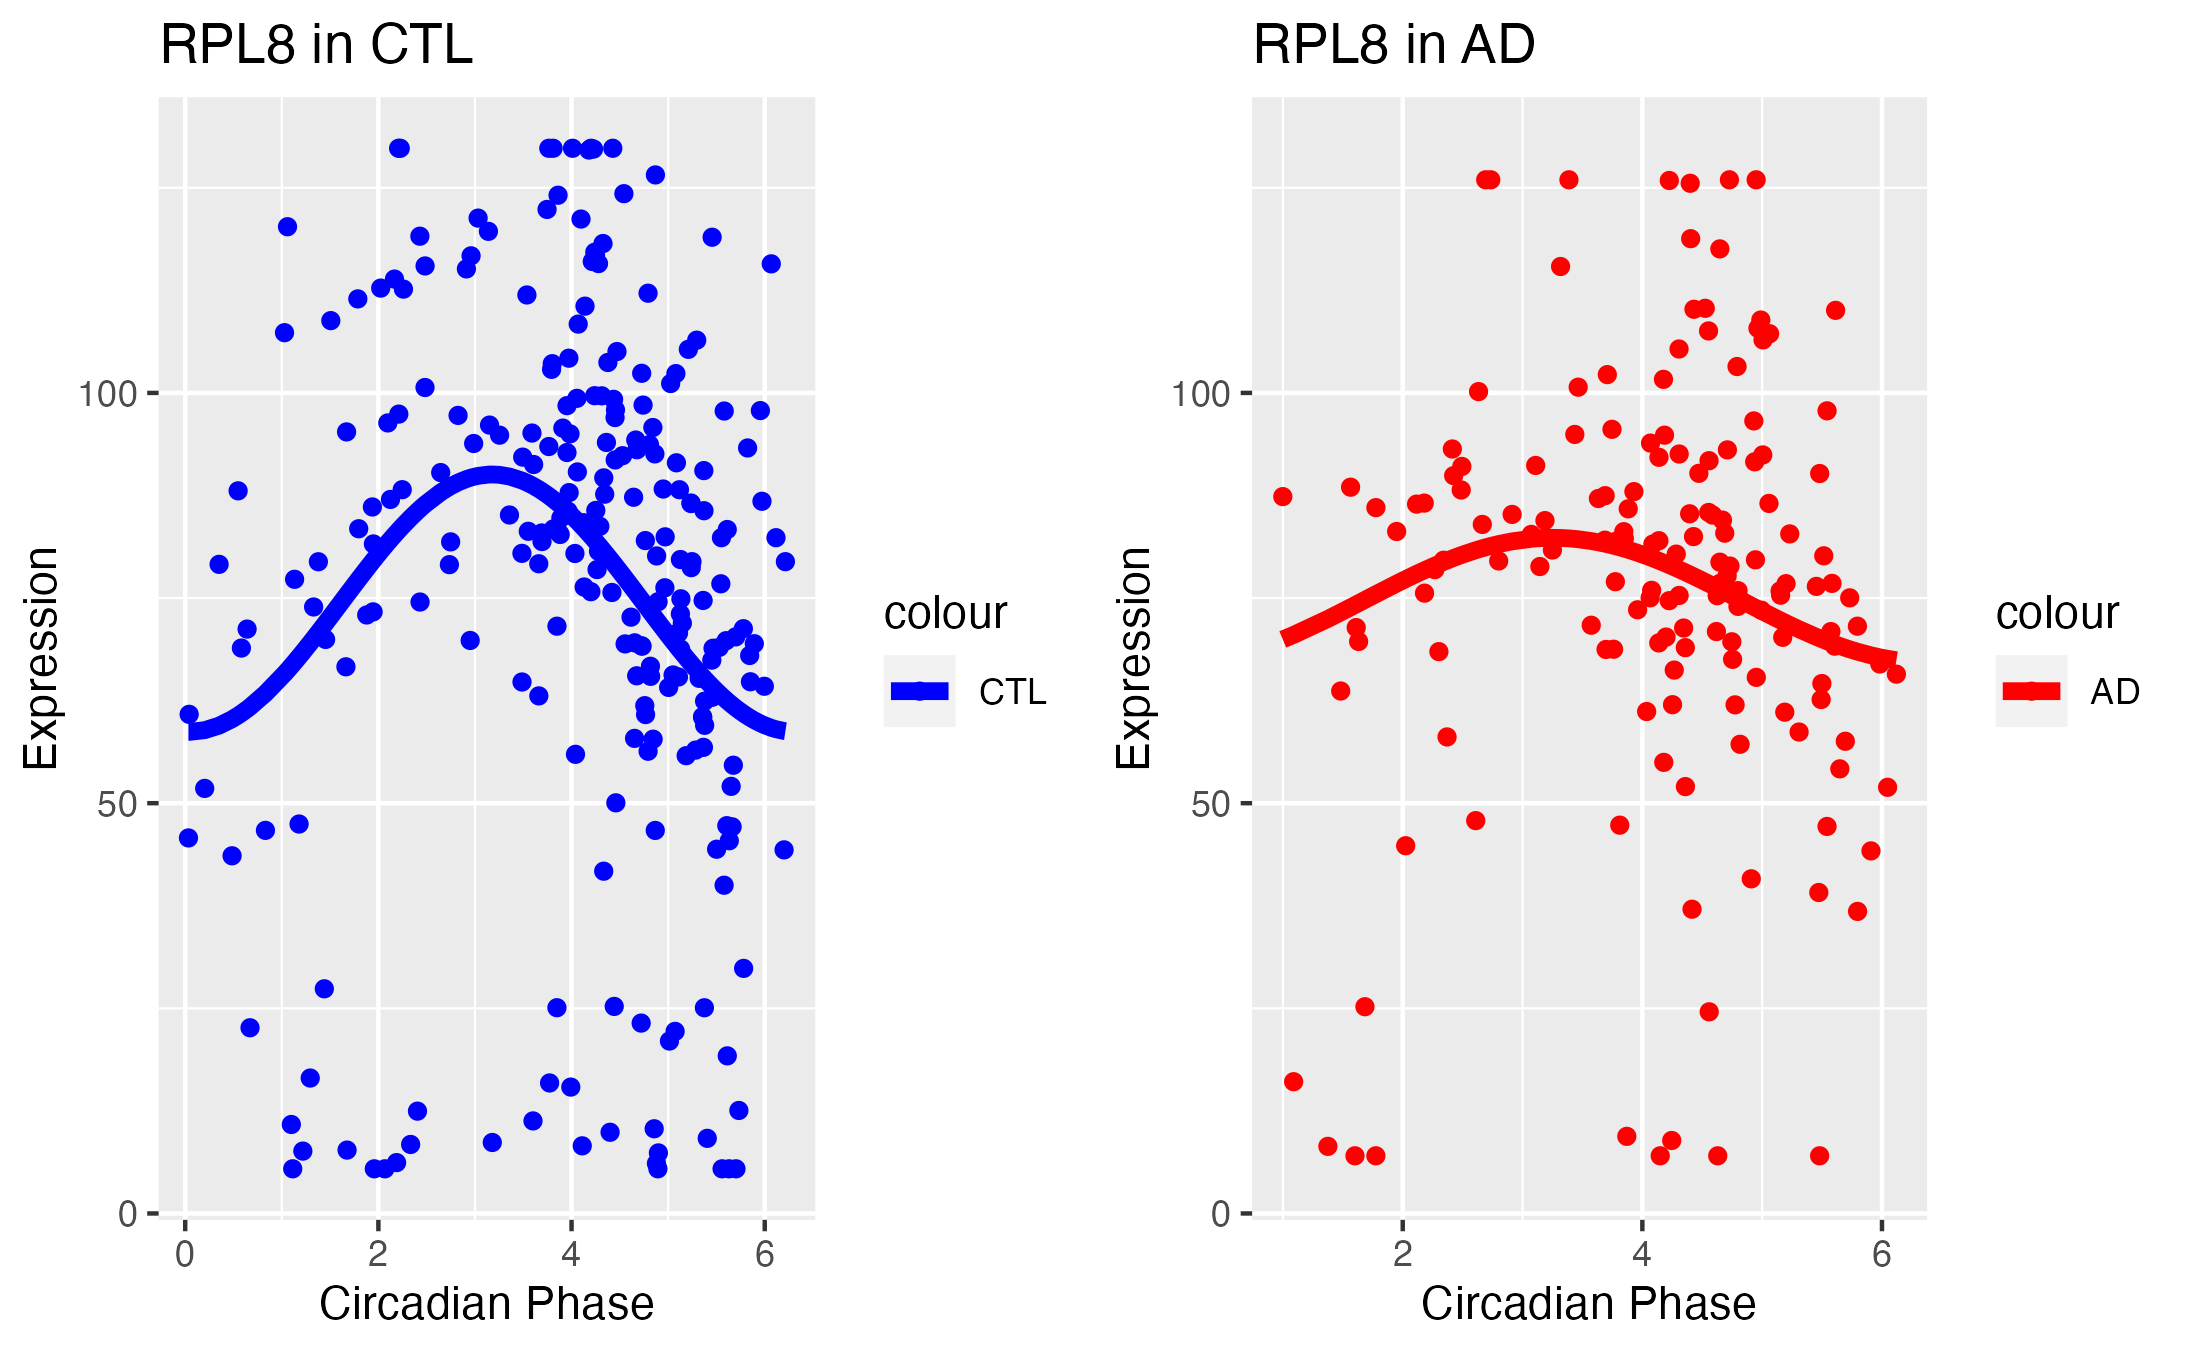 RPL8 in CTL
Expression
100
50
0
0 2 4 6
Circadian Phase
colour
CTL
RPL8 in AD
Expression
100
50
0
2 4 6
Circadian Phase
colour
AD